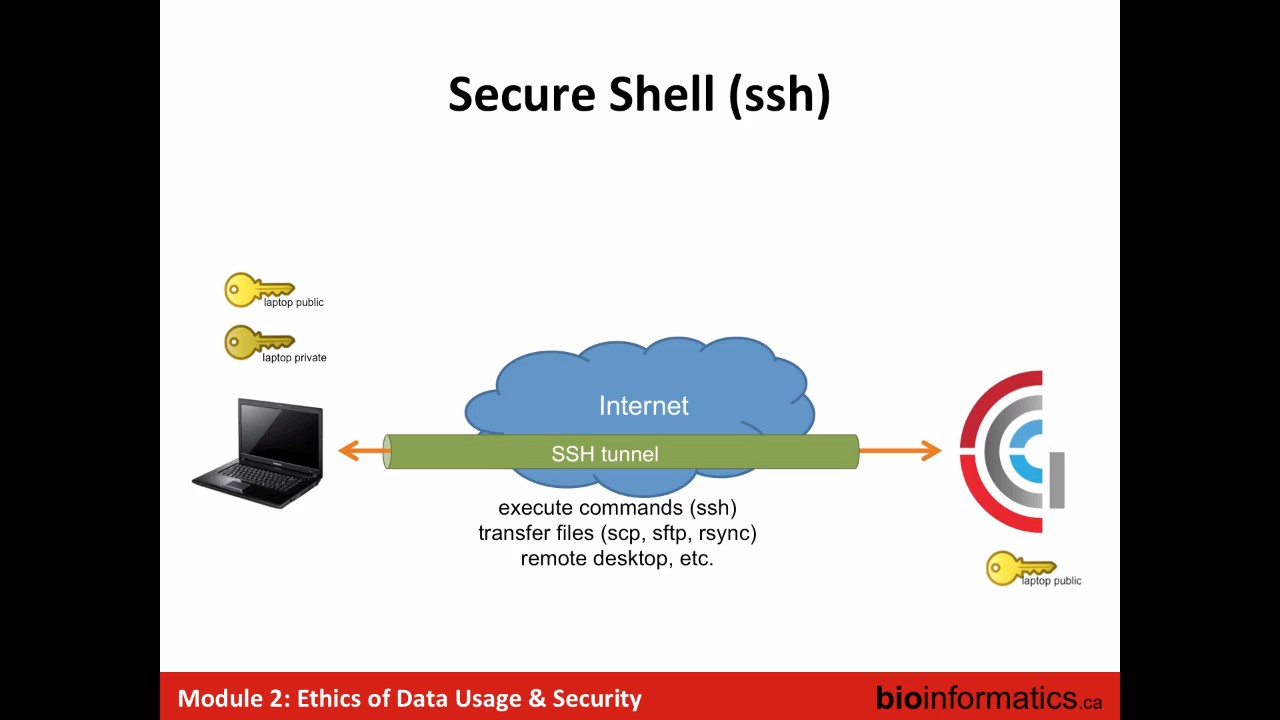 Secure Shell (ssh)
laptop public
laptop private
Internet
SSH tunnel
execute commands (ssh)
transfer files (scp, sftp, rsync)
remote desktop, etc.
laptop public
Module 2: Ethics of Data Usage & Security
bioinformatics.ca